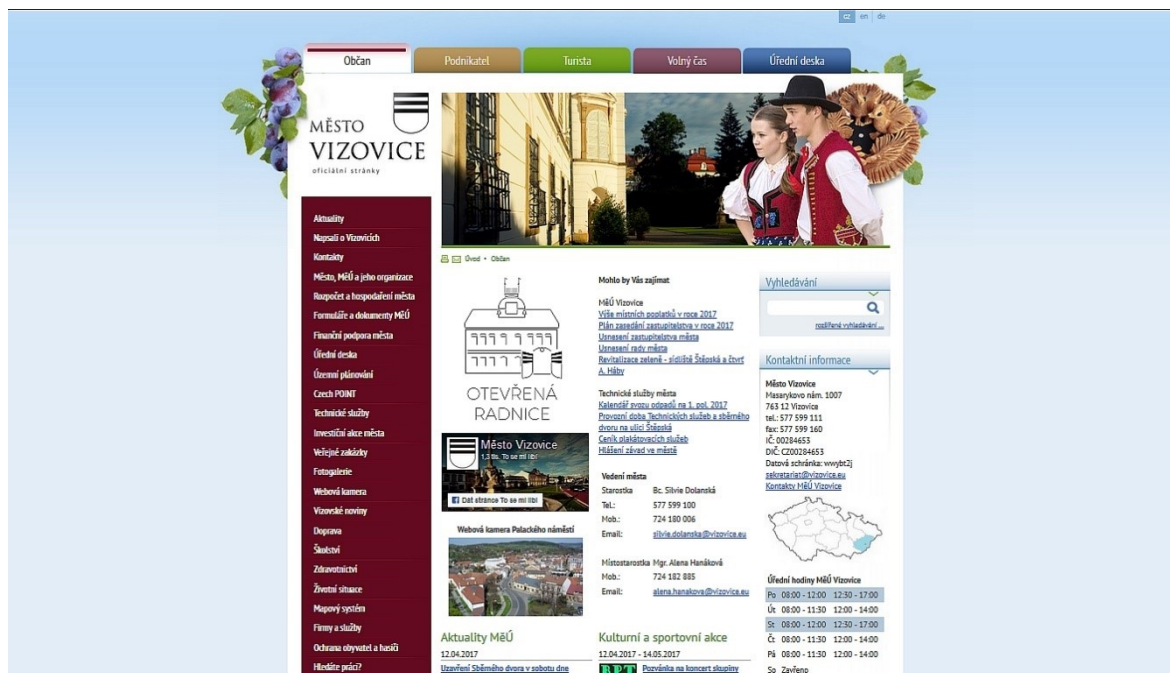 cz en de
Občan
Podnikatel
Turista
Volný čas
Úřední deska
MĚSTO
VIZOVICE
oficiální stránky
Aktuality
Napsali o Vizovicích
Kontakty
Město, MěÚ a jeho organizace
Rozpočet a hospodaření města
Formuláře a dokumenty MěÚ
Finanční podpora města
Úřední deska
Územní plánování
Czech POINT
Technické služby
Investiční akce města
Veřejné zakázky
Fotogalerie
Webová kamera
Vizovské noviny
Doprava
Školství
Zdravotnictví
Životní situace
Mapový systém
Firmy a služby
Ochrana obyvatel a hasiči
Hledáte práci?
Úvod • Občan
OTEVŘENÁ
RADNICE
Město Vizovice
1,3 tis. To se mi líbí
Dát stránce To se mi líbí
Webová kamera Palackého náměstí
Aktuality MěÚ
12.04.2017
Uzavření Sběrného dvora v sobotu dne
Mohlo by Vás zajímat
MěÚ Vizovice
Výše místních poplatků v roce 2017
Plán zasedání zastupitelstva v roce 2017
Usnesení zastupitelstva města
Usnesení rady města
Revitalizace zeleně - sídliště Štěpská a čtvrť
A. Háby
Technické služby města
Kalendář svozu odpadů na 1. pol. 2017
Provozní doba Technických služeb a sběrného
dvoru na ulici Štěpská
Ceník plakátovacích služeb
Hlášení závad ve městě
Vedení města
Starostka Bc. Silvie Dolanská
Tel.: 577 599 100
Mob.: 724 180 006
Email: silvie.dolanska@vizovice.eu
Místostarostka Mgr. Alena Hanáková
Mob.: 724 182 885
Email: alena.hanakova@vizovice.eu
Kulturní a sportovní akce
12.04.2017 - 14.05.2017
Pozvánka na koncert skupiny
Vyhledávání
rozšířené vyhledávání ...
Kontaktní informace
Město Vizovice
Masarykovo nám. 1007
763 12 Vizovice
tel.: 577 599 111
fax: 577 599 160
IČ: 00284653
DIČ: CZ00284653
Datová schránka: wwybt2j
sekretariat@vizovice.eu
Kontakty MěÚ Vizovice
Úřední hodiny MěÚ Vizovice
Po 08:00 - 12:00 12:30 - 17:00
Út 08:00 - 11:30 12:00 - 14:00
St 08:00 - 12:00 12:30 - 17:00
Čt 08:00 - 11:30 12:00 - 14:00
Pá 08:00 - 11:30 12:00 - 14:00
So Zavřeno